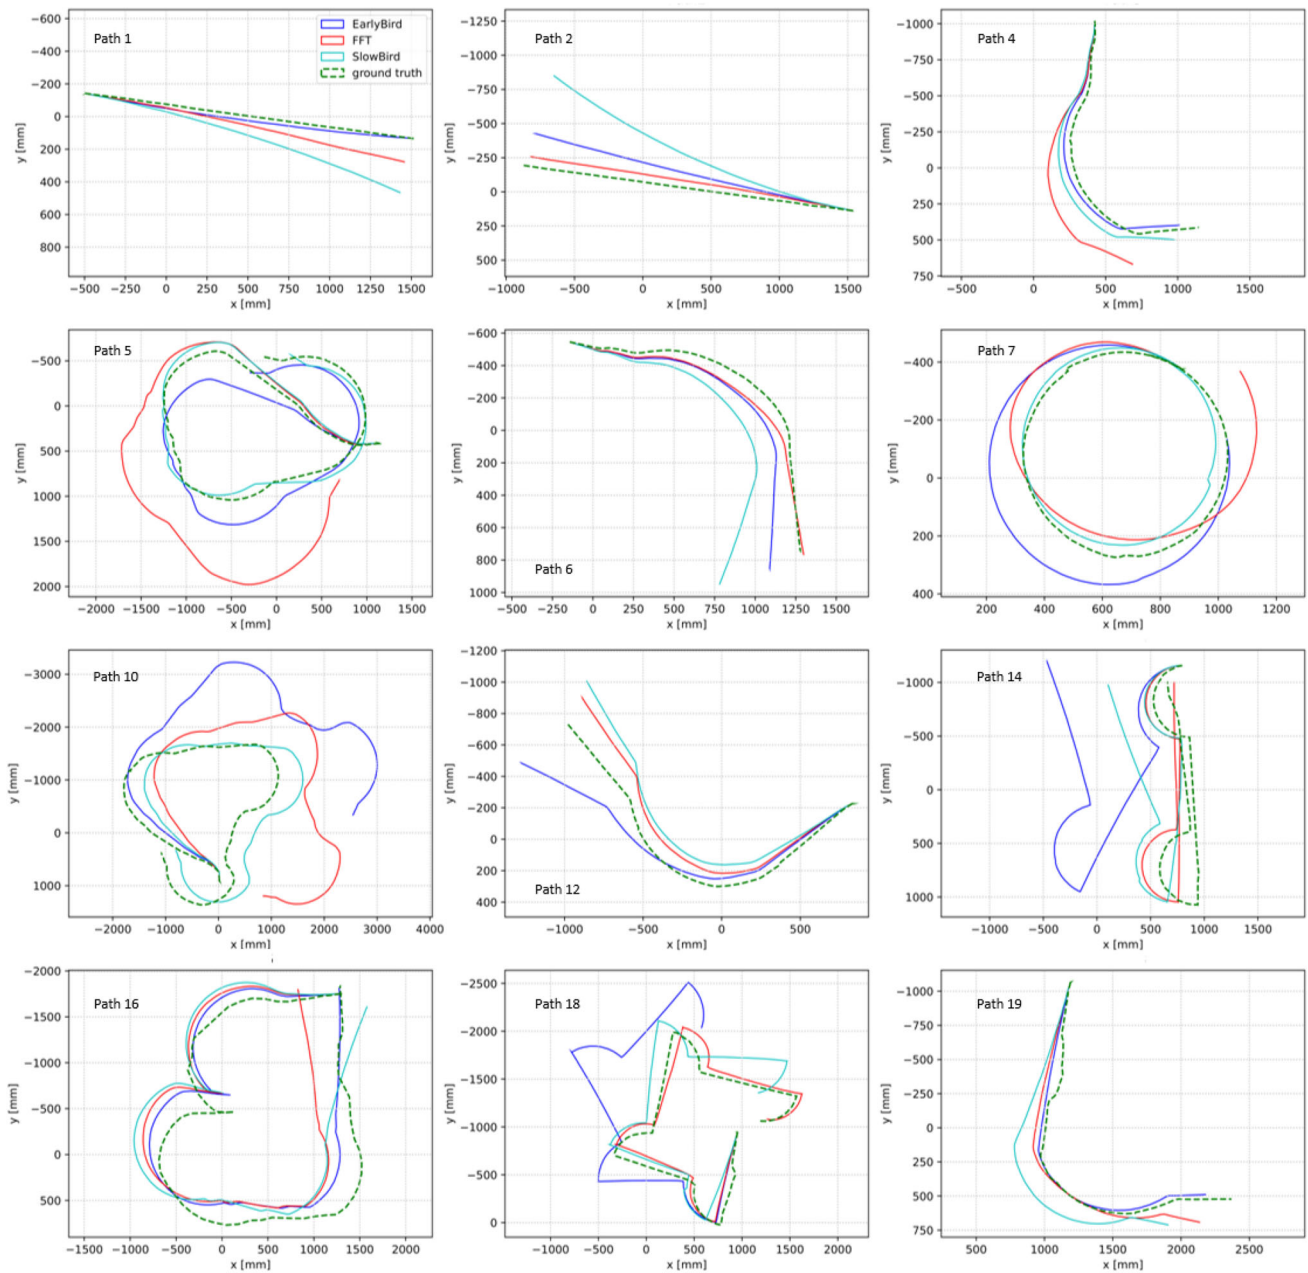 Path 1
EarlyBird
FFT
SlowBird
ground truth
−600
−400
−200
0
200
400
600
800
y [mm]
−500 −250 0 250 500 750 1000 1250 1500
x [mm]
Path 2
−1250
−1000
−750
−500
−250
0
250
500
y [mm]
−1000 −500 0 500 1000 1500
x [mm]
Path 4
−1000
−750
−500
−250
0
250
500
750
y [mm]
−500 0 500 1000 1500
x [mm]
Path 5
−500
0
500
1000
1500
2000
y [mm]
−2000 −1500 −1000 −500 0 500 1000 1500
x [mm]
Path 6
−600
−400
−200
0
200
400
600
800
1000
y [mm]
−500 −250 0 250 500 750 1000 1250 1500
x [mm]
Path 7
−400
−200
0
200
400
y [mm]
200 400 600 800 1000 1200
x [mm]
Path 10
−3000
−2000
−1000
0
1000
y [mm]
−2000 −1000 0 1000 2000 3000 4000
x [mm]
Path 12
−1200
−1000
−800
−600
−400
−200
0
200
400
y [mm]
−1000 −500 0 500
x [mm]
Path 14
−1000
−500
0
500
1000
y [mm]
−1000 −500 0 500 1000 1500
x [mm]
Path 16
−2000
−1500
−1000
−500
0
500
y [mm]
−1500 −1000 −500 0 500 1000 1500 2000
x [mm]
Path 18
−2500
−2000
−1500
−1000
−500
0
y [mm]
−1000 −500 0 500 1000 1500 2000
x [mm]
Path 19
−1000
−750
−500
−250
0
250
500
750
y [mm]
500 1000 1500 2000 2500
x [mm]